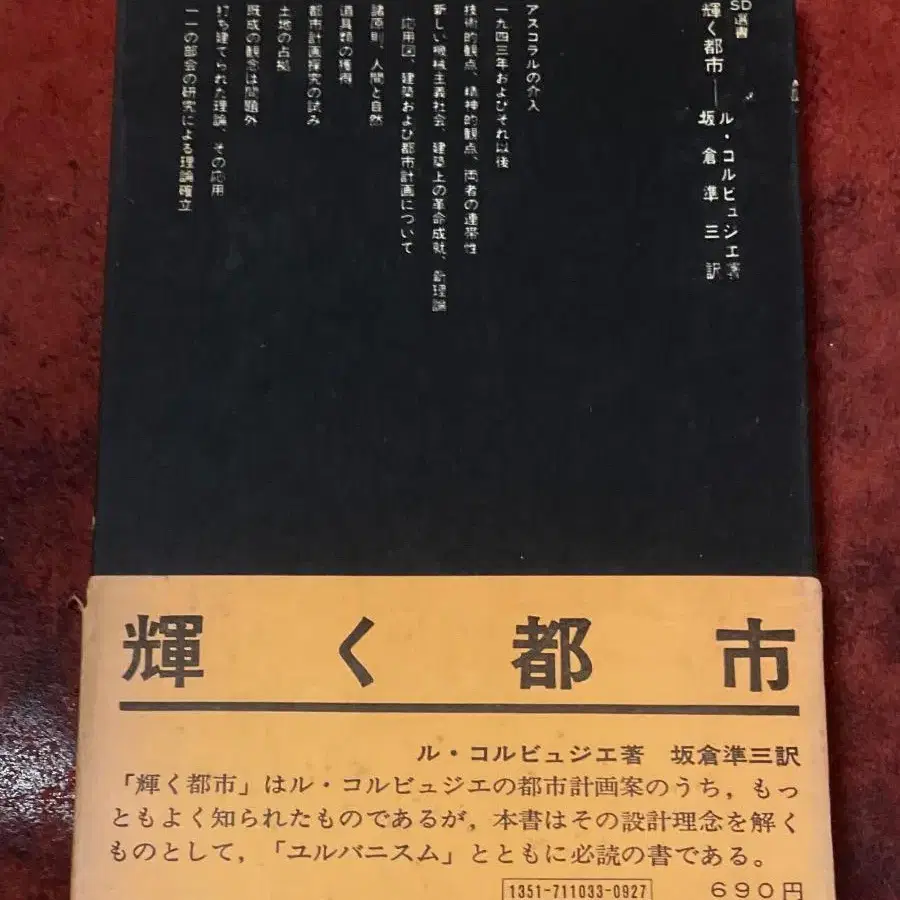 SD選書
輝く都市──ル・コルビュジエ著
坂倉準三訳
アスコラルの介入
一九四三年およびそれ以後
技術的観点、精神的観点、両者の連帯性
新しい機械主義社会、建築上の革命成就、新理論
応用図、建築および都市計画について
諸原則、人間と自然
道具類の獲得
都市計画探究の試み
土地の占拠
既成の観念は問題外
打ち建てられた理論、その応用
一一の部会の研究による理論確立
輝く都市
ル・コルビュジエ著 坂倉準三訳
「輝く都市」はル・コルビュジエの都市計画案のうち，もっ
ともよく知られたものであるが，本書はその設計理念を解く
ものとして，「ユルバニスム」とともに必読の書である。
1351-711033-0927 690円